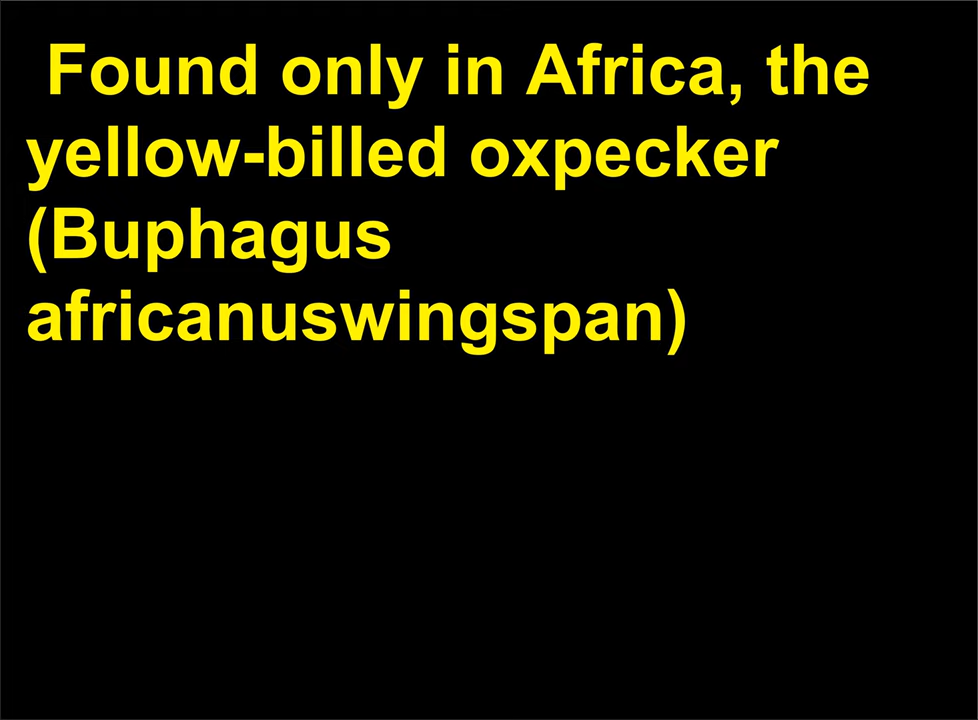 Found only in Africa, the
yellow-billed oxpecker
(Buphagus
africanuswingspan)